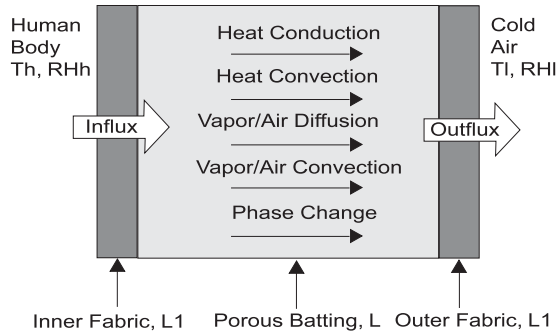 Human
Body
Th, RHh
Heat Conduction
Heat Convection
Influx
Vapor/Air Diffusion
Vapor/Air Convection
Phase Change
Cold
Air
Tl, RHl
Outflux
Inner Fabric, L1
Porous Batting, L
Outer Fabric, L1